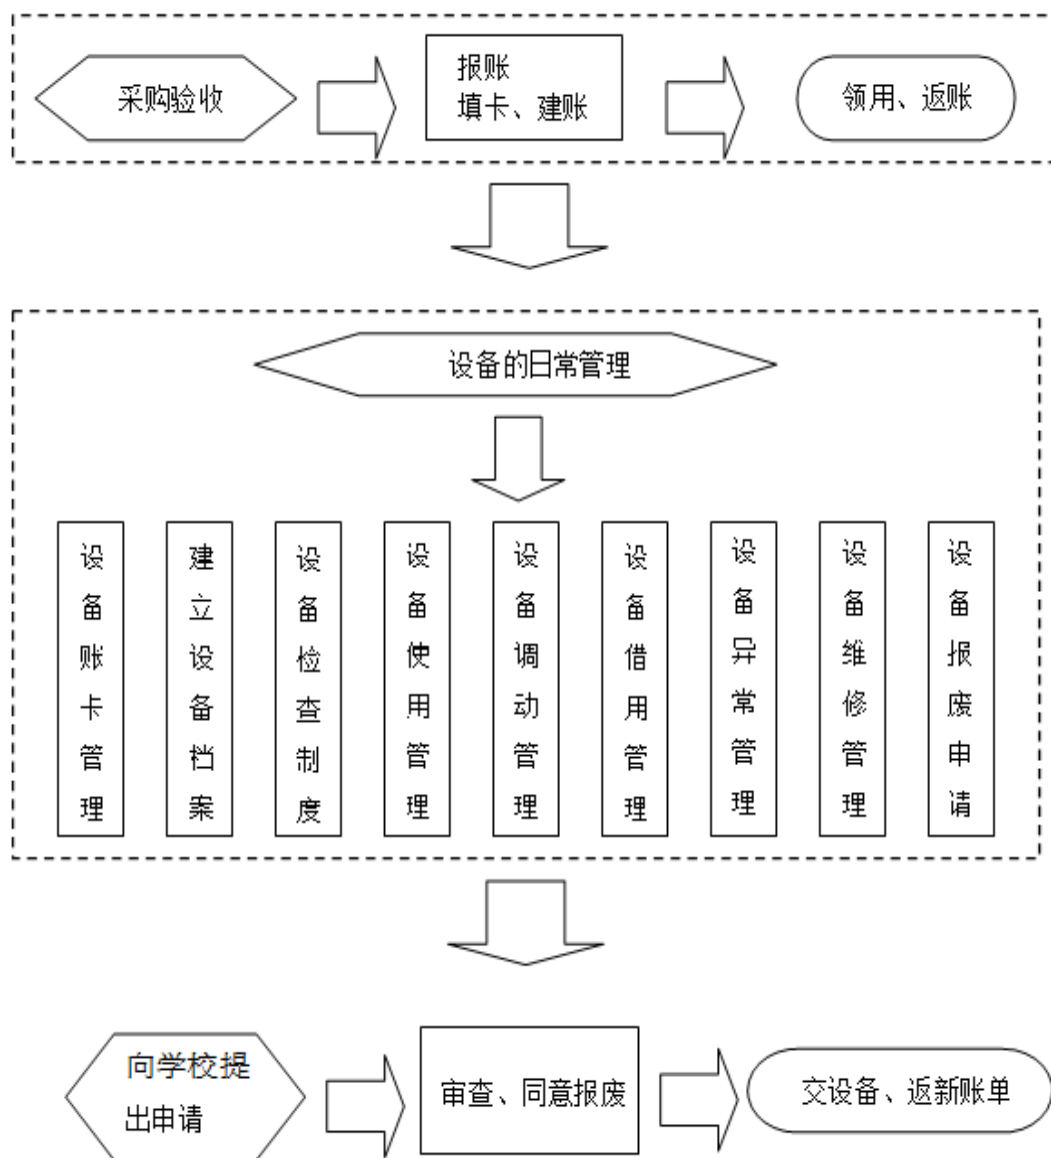 采购验收
报账
填卡、建账
领用、返账
设备的日常管理
设备账卡管理
建立设备档案
设备检查制度
设备使用管理
设备调动管理
设备借用管理
设备异常管理
设备维修管理
设备报废申请
向学校提
出申请
审查、同意报废
交设备、返新账单